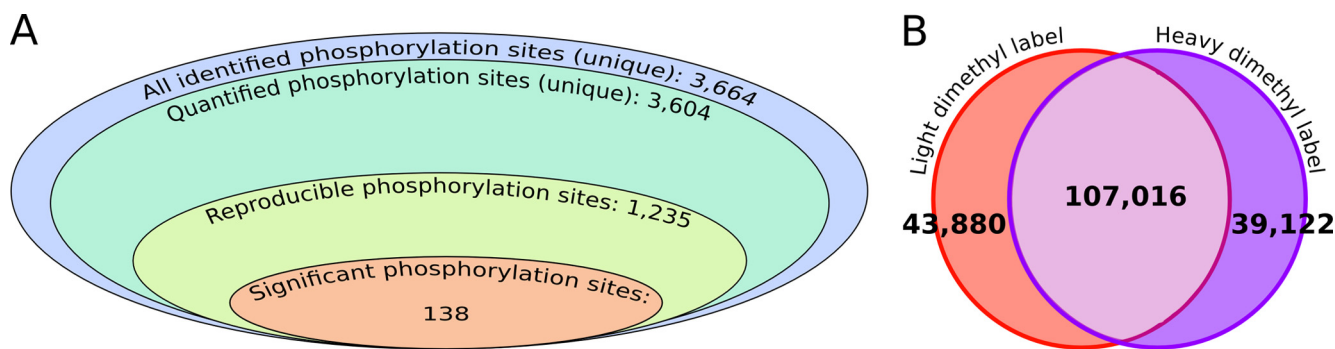 A
All identified phosphorylation sites (unique): 3,664
Quantified phosphorylation sites (unique): 3,604
Reproducible phosphorylation sites: 1,235
Significant phosphorylation sites:
138
B
Light dimethyl label
Heavy dimethyl label
43,880
107,016
39,122